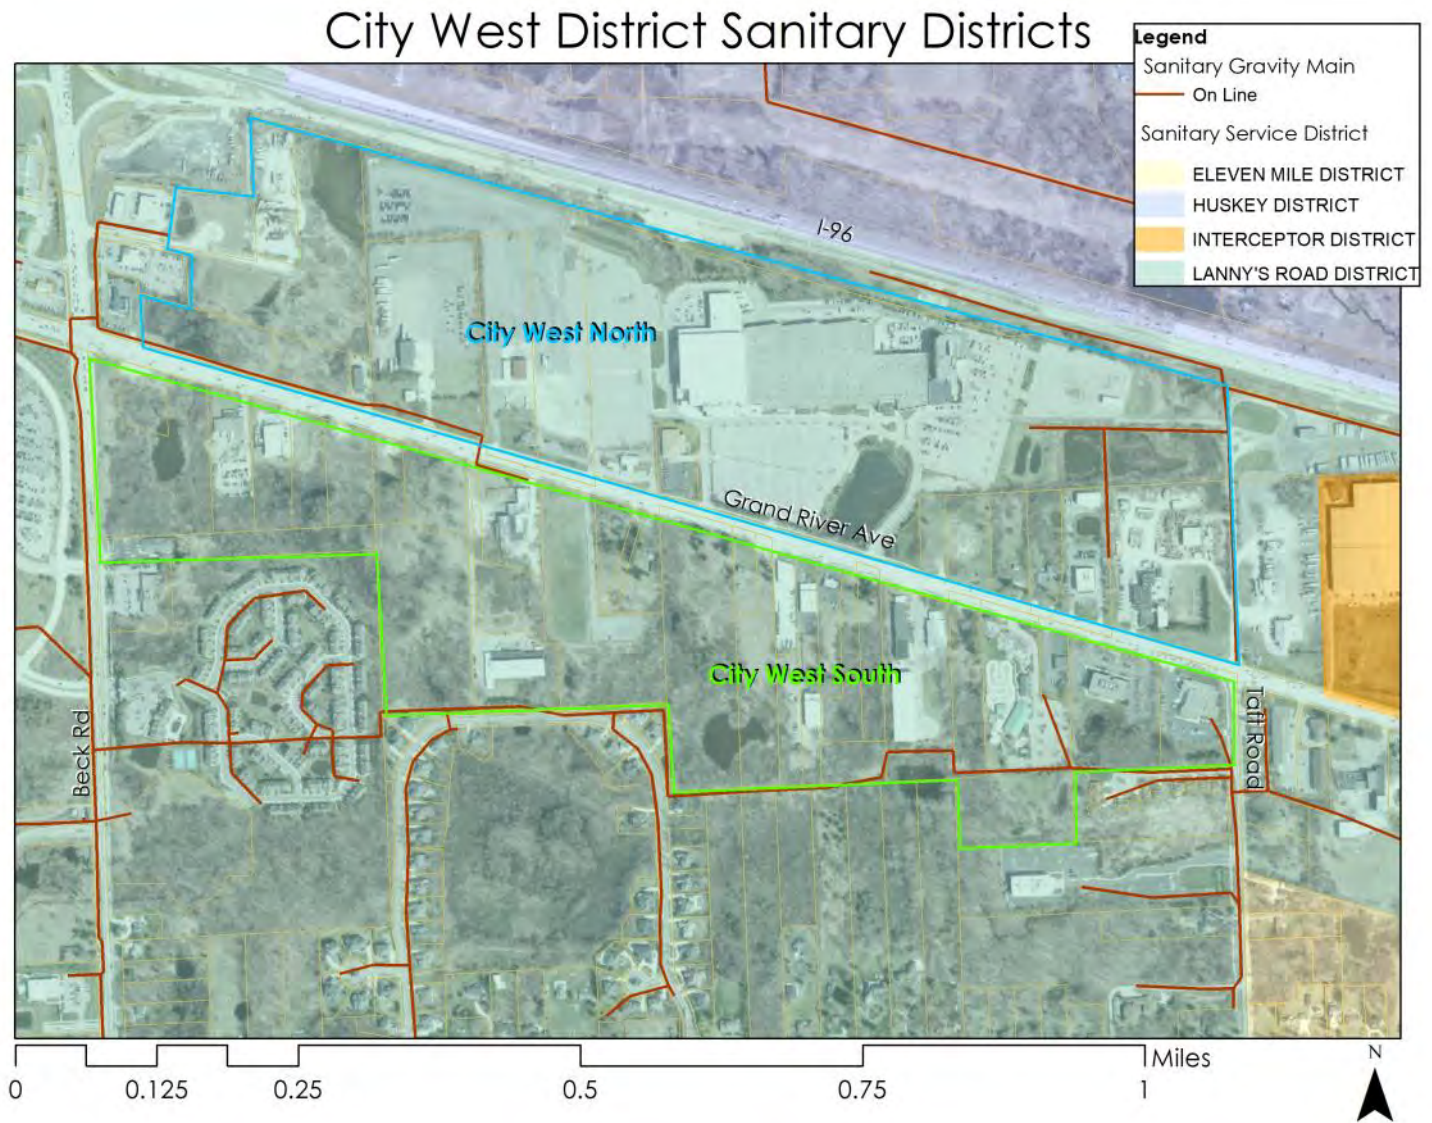 City West District Sanitary Districts
Legend
Sanitary Gravity Main
On Line
Sanitary Service District
ELEVEN MILE DISTRICT
HUSKEY DISTRICT
INTERCEPTOR DISTRICT
LANNY'S ROAD DISTRICT
I-96
City West North
Grand River Ave
City West South
Beck Rd
Taft Road
Miles
N
0
0.125
0.25
0.5
0.75
1